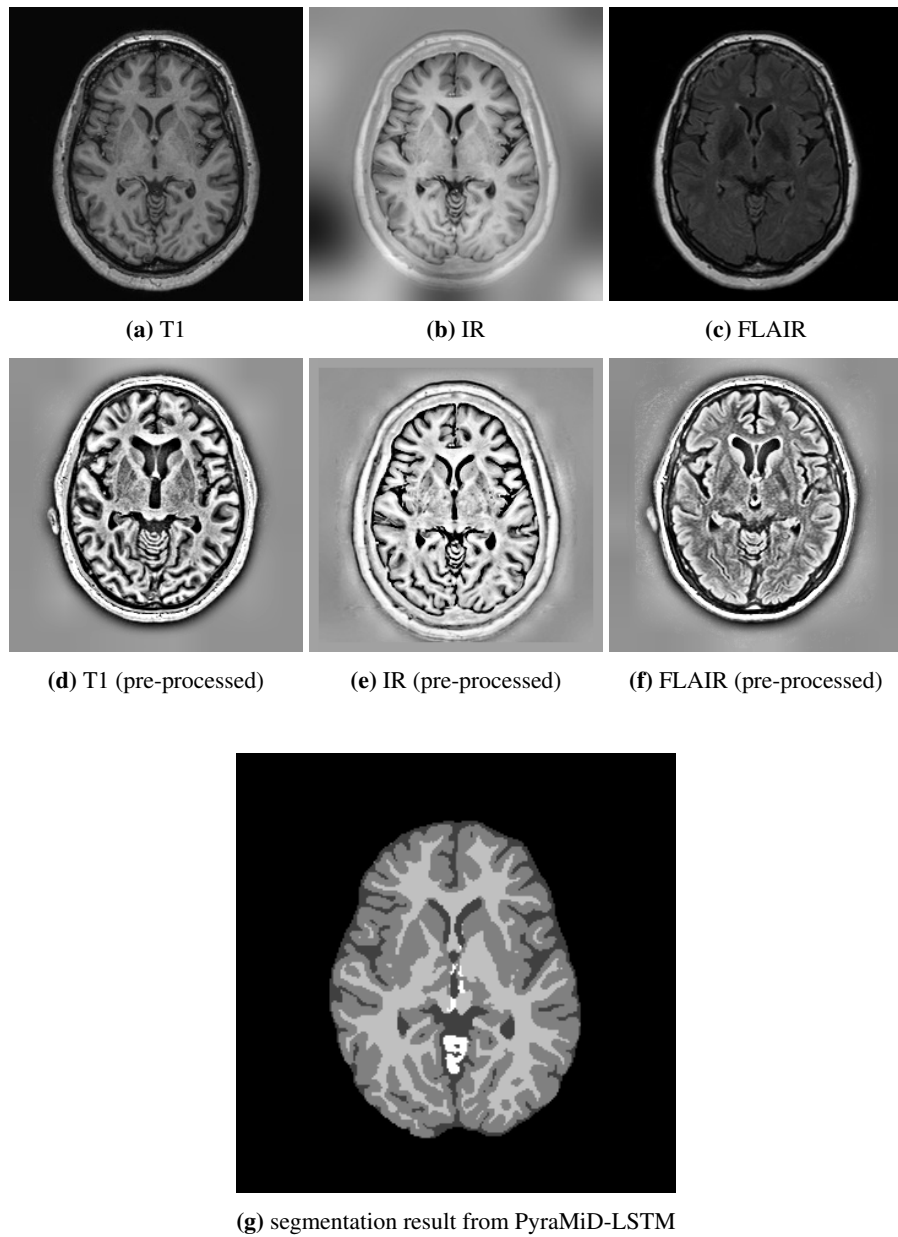 (a) T1
(b) IR
(c) FLAIR
(d) T1 (pre-processed)
(e) IR (pre-processed)
(f) FLAIR (pre-processed)
(g) segmentation result from PyraMiD-LSTM